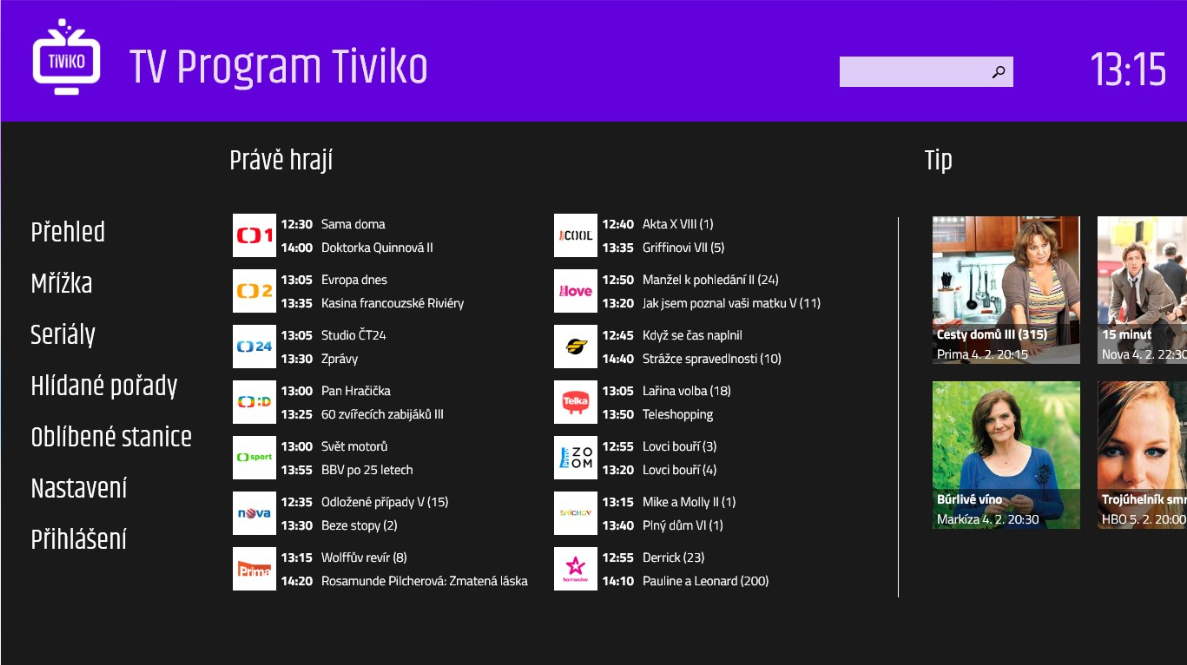 TIVIKO
TV Program Tiviko
13:15
Právě hrají
Tip
Přehled
Mřížka
Seriály
Hlídané pořady
Oblíbené stanice
Nastavení
Přihlášení
1
12:30 Sama doma
14:00 Doktorka Quinnová II
2
13:05 Evropa dnes
13:35 Kasina francouzské Riviéry
24
13:05 Studio ČT24
13:30 Zprávy
:D
13:00 Pan Hračička
13:25 60 zvířecích zabijáků III
sport
13:00 Svět motorů
13:55 BBV po 25 letech
nova
12:35 Odložené případy V (15)
13:30 Beze stopy (2)
Prima
13:15 Wolffův revír (8)
14:20 Rosamunde Pilcherová: Zmatená láska
COOL
12:40 Akta X VIII (1)
13:35 Griffinovi VII (5)
love
12:50 Manžel k pohledání II (24)
13:20 Jak jsem poznal vaši matku V (11)
12:45 Když se čas naplnil
14:40 Strážce spravedlnosti (10)
Telka
13:05 Lařina volba (18)
13:50 Teleshopping
ZOOM
12:55 Lovci bouří (3)
13:20 Lovci bouří (4)
SMÍCHOV
13:15 Mike a Molly II (1)
13:40 Plný dům VI (1)
barrandov
12:55 Derrick (23)
14:10 Pauline a Leonard (200)
Cesty domů III (315)
Prima 4. 2. 20:15
15 minut
Nova 4. 2. 22:30
Búrlivé víno
Markíza 4. 2. 20:30
Trojúhelník smr
HBO 5. 2. 20:00